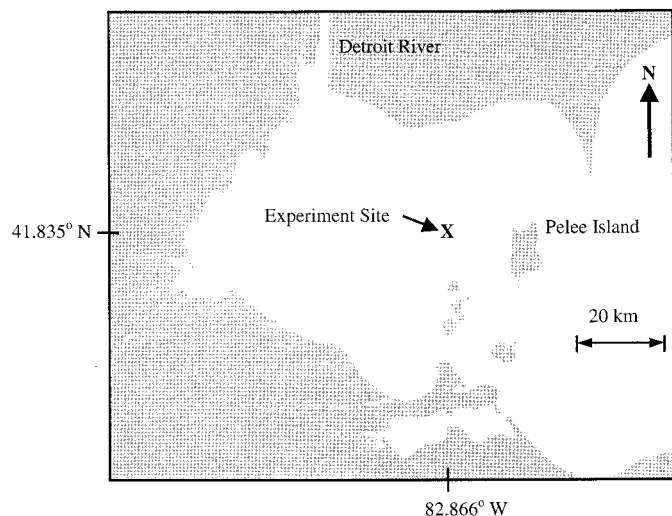 Detroit River
N
Experiment Site
X
41.835° N
Pelee Island
20 km
82.866° W